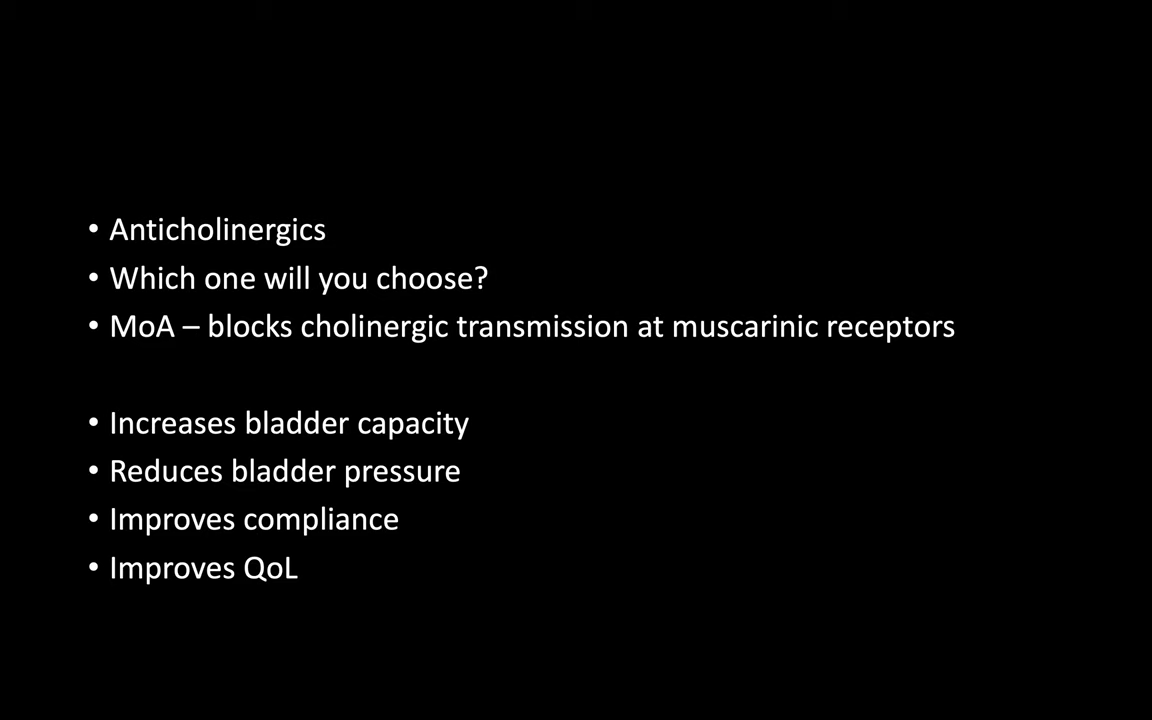 • Anticholinergics
• Which one will you choose?
• MoA – blocks cholinergic transmission at muscarinic receptors
• Increases bladder capacity
• Reduces bladder pressure
• Improves compliance
• Improves QoL